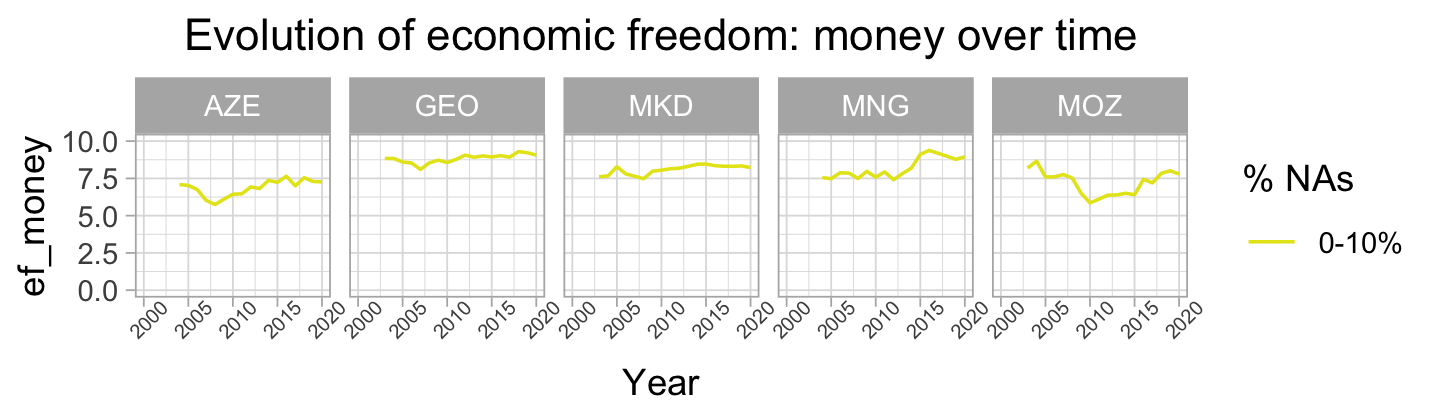 Evolution of economic freedom: money over time
AZE GEO MKD MNG MOZ
10.0
7.5
5.0
2.5
0.0
ef_money
2000 2005 2010 2015 2020 2000 2005 2010 2015 2020 2000 2005 2010 2015 2020 2000 2005 2010 2015 2020 2000 2005 2010 2015 2020
Year
% NAs
0-10%